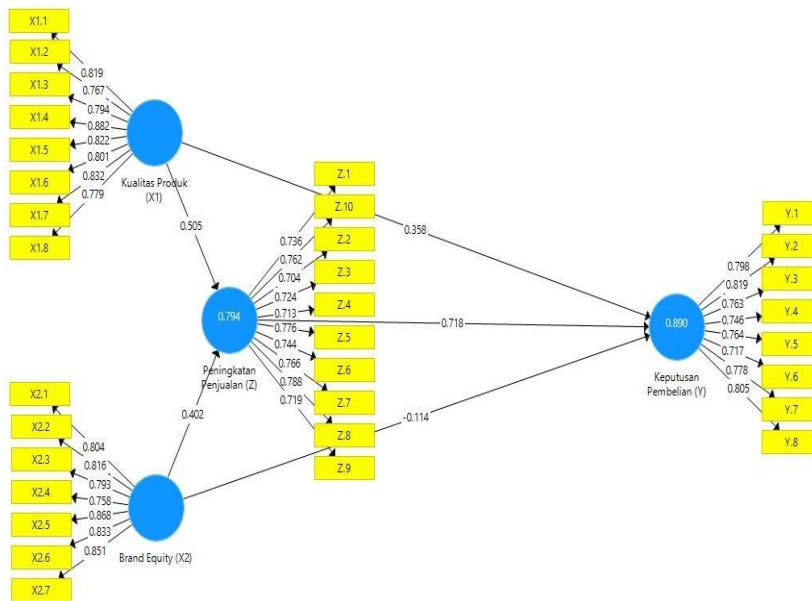 X1.1
X1.2
X1.3
X1.4
X1.5
X1.6
X1.7
X1.8
0.819
0.767
0.794
0.882
0.822
0.801
0.832
0.779
Kualitas Produk
(X1)
0.505
0.358
Z.1
Z.10
Z.2
Z.3
Z.4
Z.5
Z.6
Z.7
Z.8
Z.9
0.736
0.762
0.704
0.724
0.713
0.776
0.744
0.766
0.788
0.719
0.794
Peningkatan
Penjualan (Z)
0.718
0.402
-0.114
X2.1
X2.2
X2.3
X2.4
X2.5
X2.6
X2.7
0.804
0.816
0.793
0.758
0.868
0.833
0.851
Brand Equity (X2)
0.890
Keputusan
Pembelian (Y)
0.798
0.819
0.763
0.746
0.764
0.717
0.778
0.805
Y.1
Y.2
Y.3
Y.4
Y.5
Y.6
Y.7
Y.8